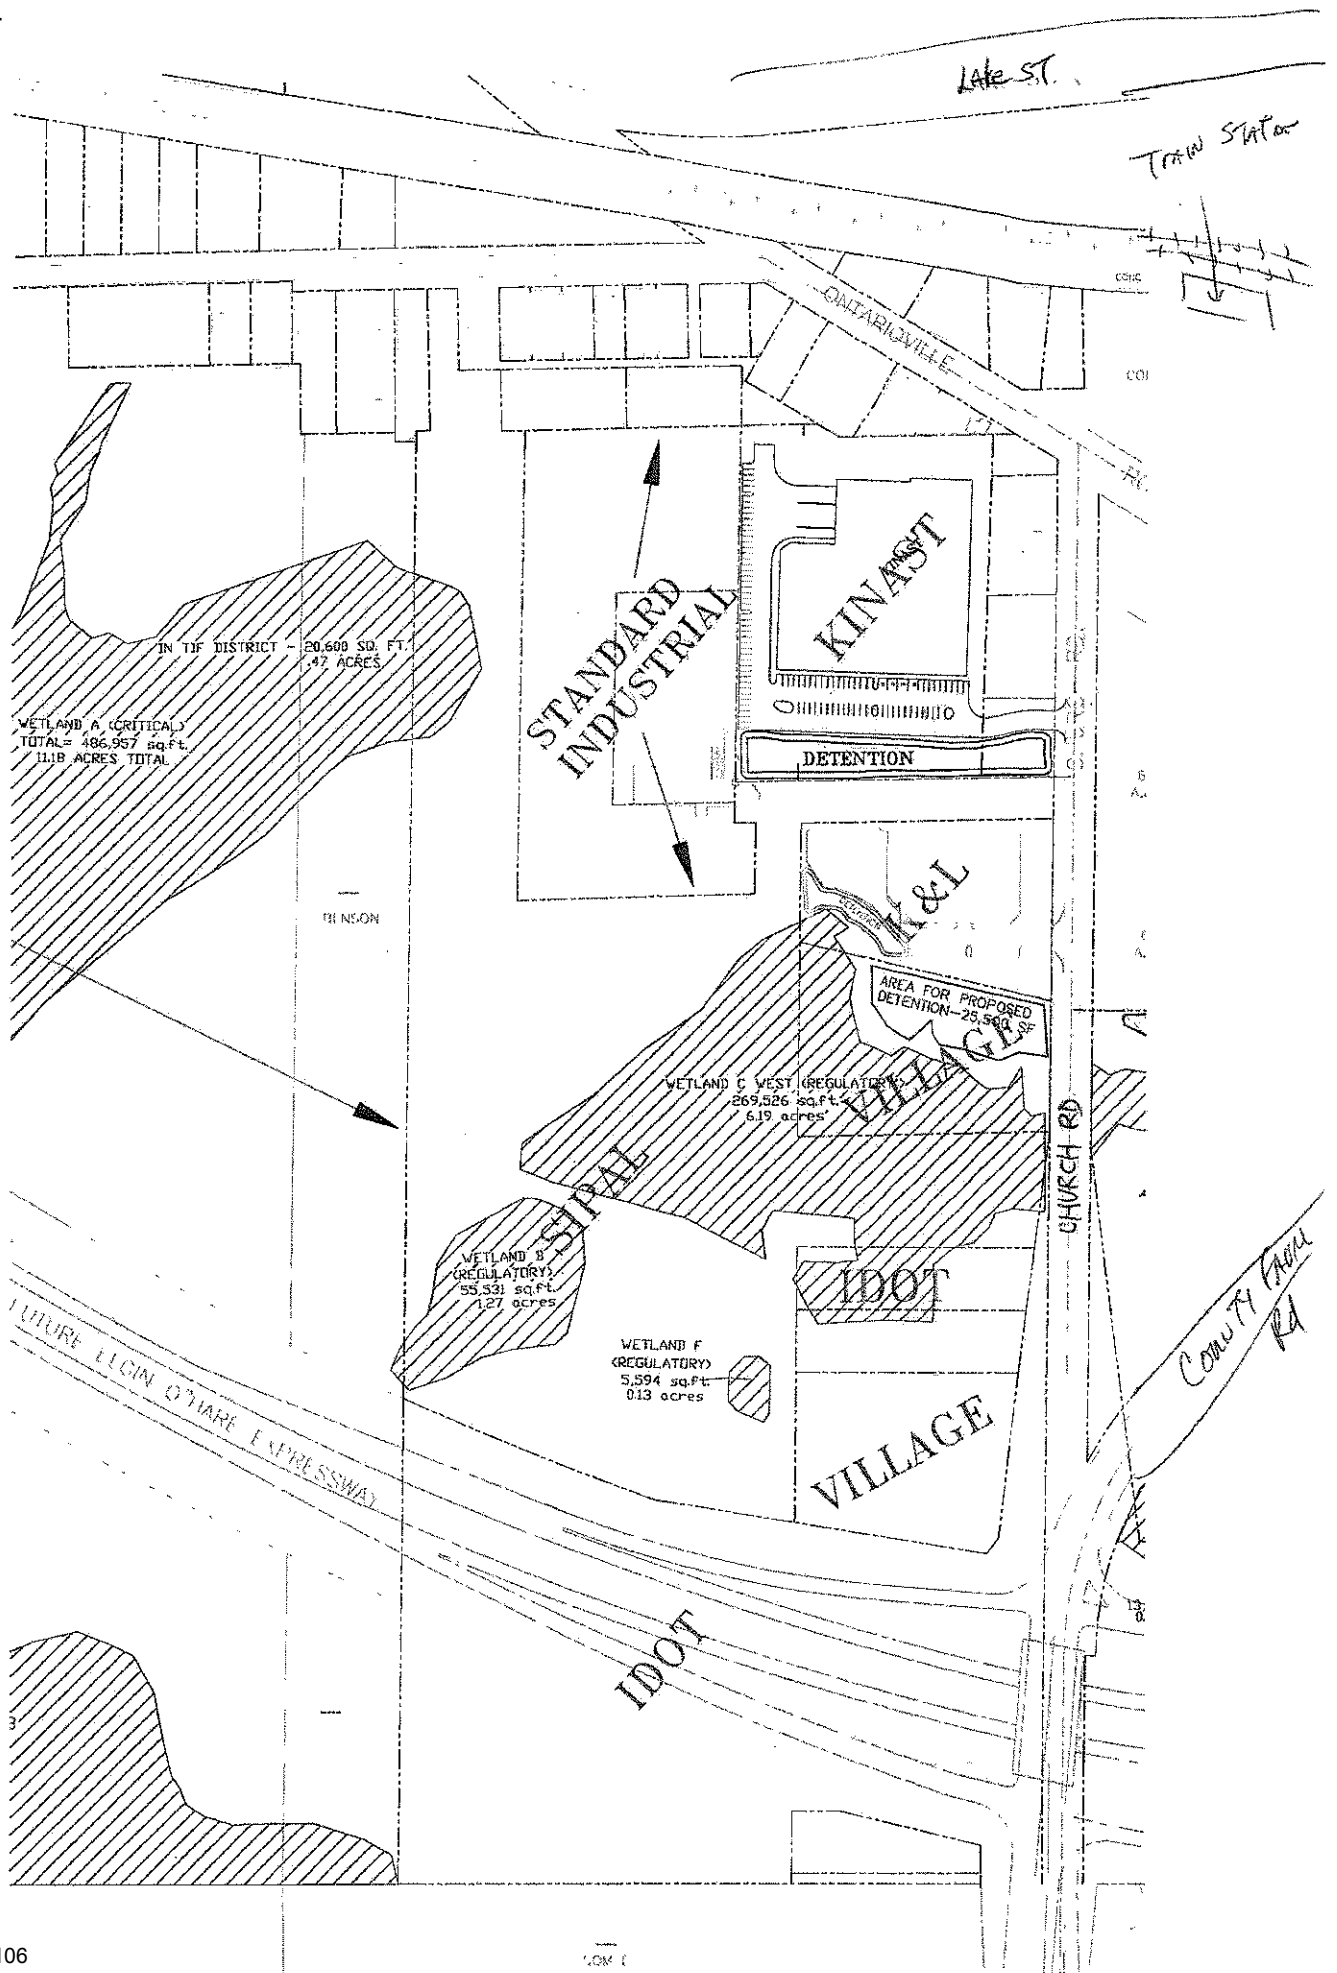 LAke ST.
TRAIN STATION
ONTARIOVILLE
CONC
KINAST
STANDARD
INDUSTRIAL
IN TIF DISTRICT - 20,608 SQ. FT.
.47 ACRES
WETLAND A (CRITICAL)
TOTAL= 486,957 sq.ft.
11.18 ACRES TOTAL
DETENTION
K&L
AREA FOR PROPOSED
DETENTION-25,500 SF
VILLAGE
WETLAND C WEST (REGULATORY)
269,526 sq.ft.
6.19 acres
CHURCH RD
SIPAL
WETLAND B
(REGULATORY)
55,531 sq.ft.
1.27 acres
IDOT
COUNTY FARM
Rd
WETLAND F
(REGULATORY)
5,594 sq.ft.
0.13 acres
VILLAGE
FUTURE ELGIN O'HARE EXPRESSWAY
IDOT
106